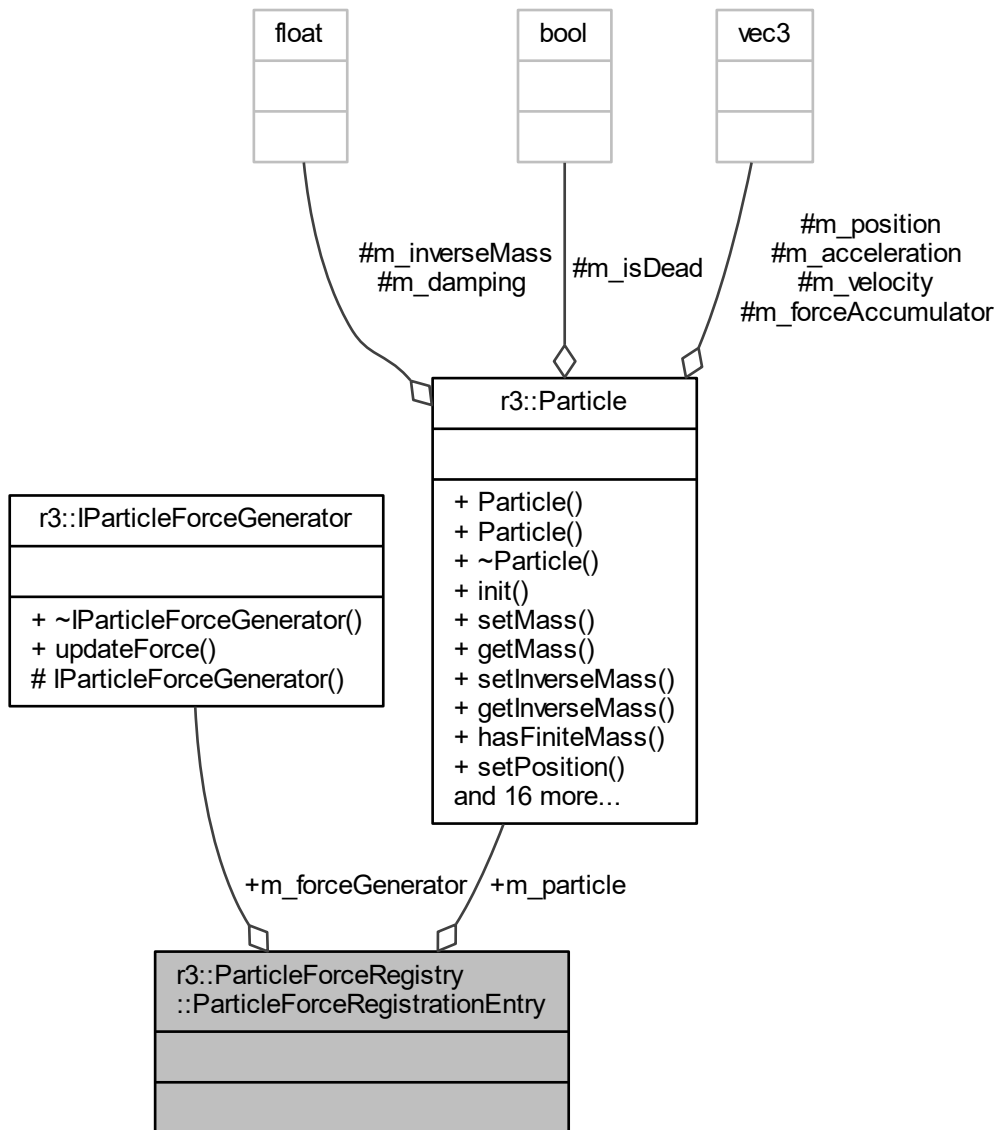 float
bool
vec3
#m_inverseMass
#m_damping
#m_isDead
#m_position
#m_acceleration
#m_velocity
#m_forceAccumulator
r3::Particle
+ Particle()
+ Particle()
+ ~Particle()
+ init()
+ setMass()
+ getMass()
+ setInverseMass()
+ getInverseMass()
+ hasFiniteMass()
+ setPosition()
and 16 more...
r3::IParticleForceGenerator
+ ~IParticleForceGenerator()
+ updateForce()
# IParticleForceGenerator()
+m_forceGenerator
+m_particle
r3::ParticleForceRegistry
::ParticleForceRegistrationEntry